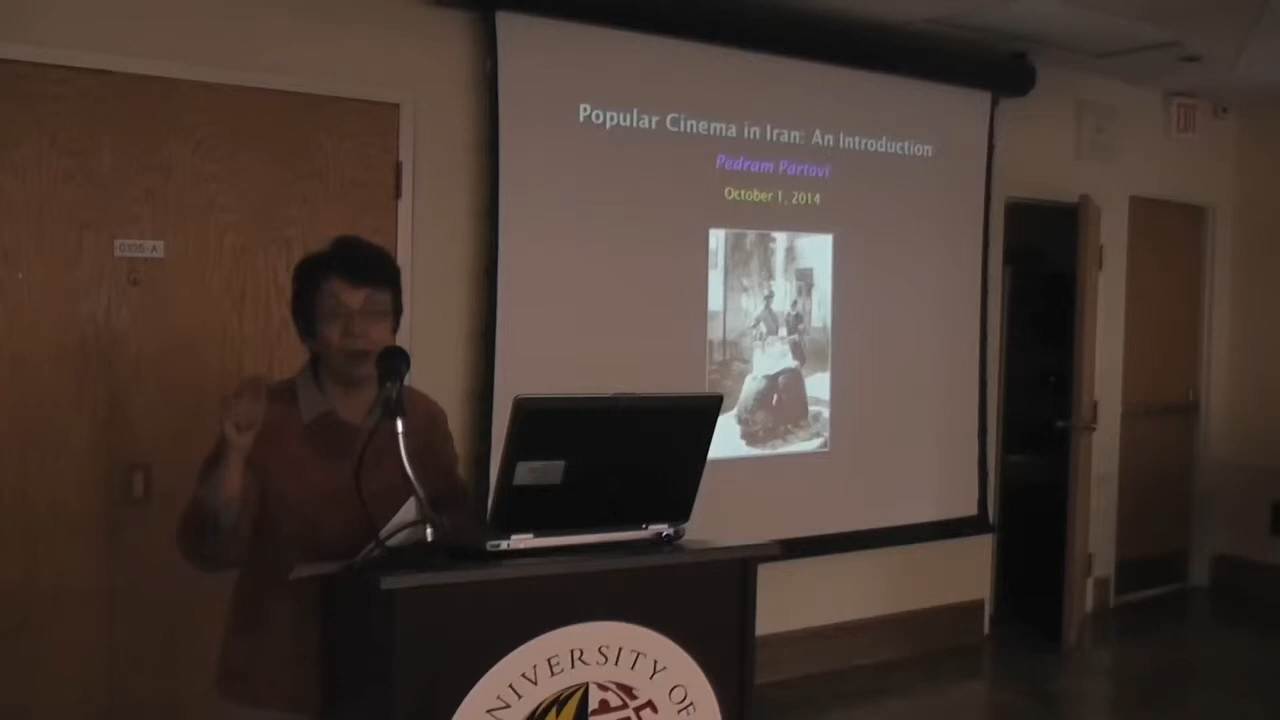 Popular Cinema in Iran: An Introduction
Pedram Partovi
October 1, 2014
EXIT
-0105-A
UNIVERSITY OF